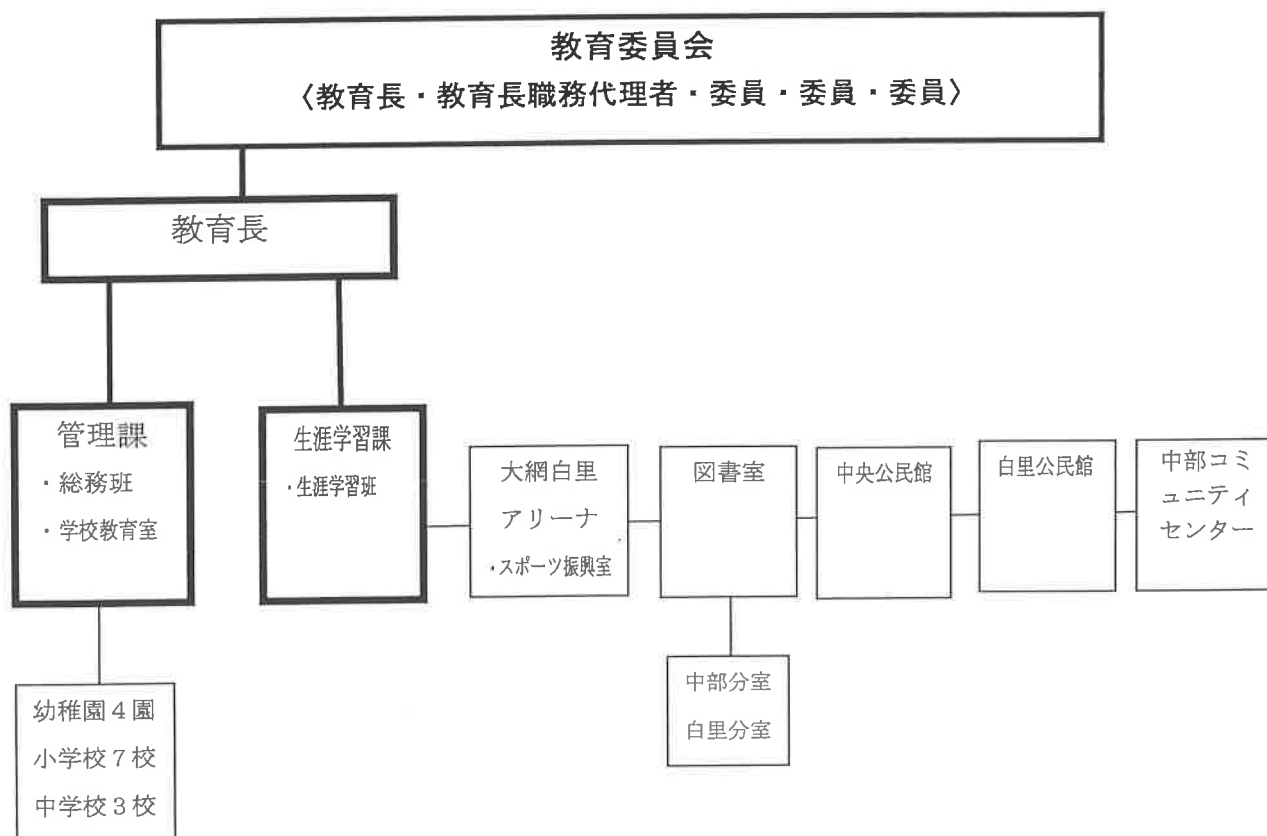 教育委員会
〈教育長・教育長職務代理者・委員・委員・委員〉
教育長
管理課
・総務班
・学校教育室
生涯学習課
・生涯学習班
大網白里
アリーナ
・スポーツ振興室
図書室
中央公民館
白里公民館
中部コミ
ュニティ
センター
中部分室
白里分室
幼稚園4園
小学校7校
中学校3校